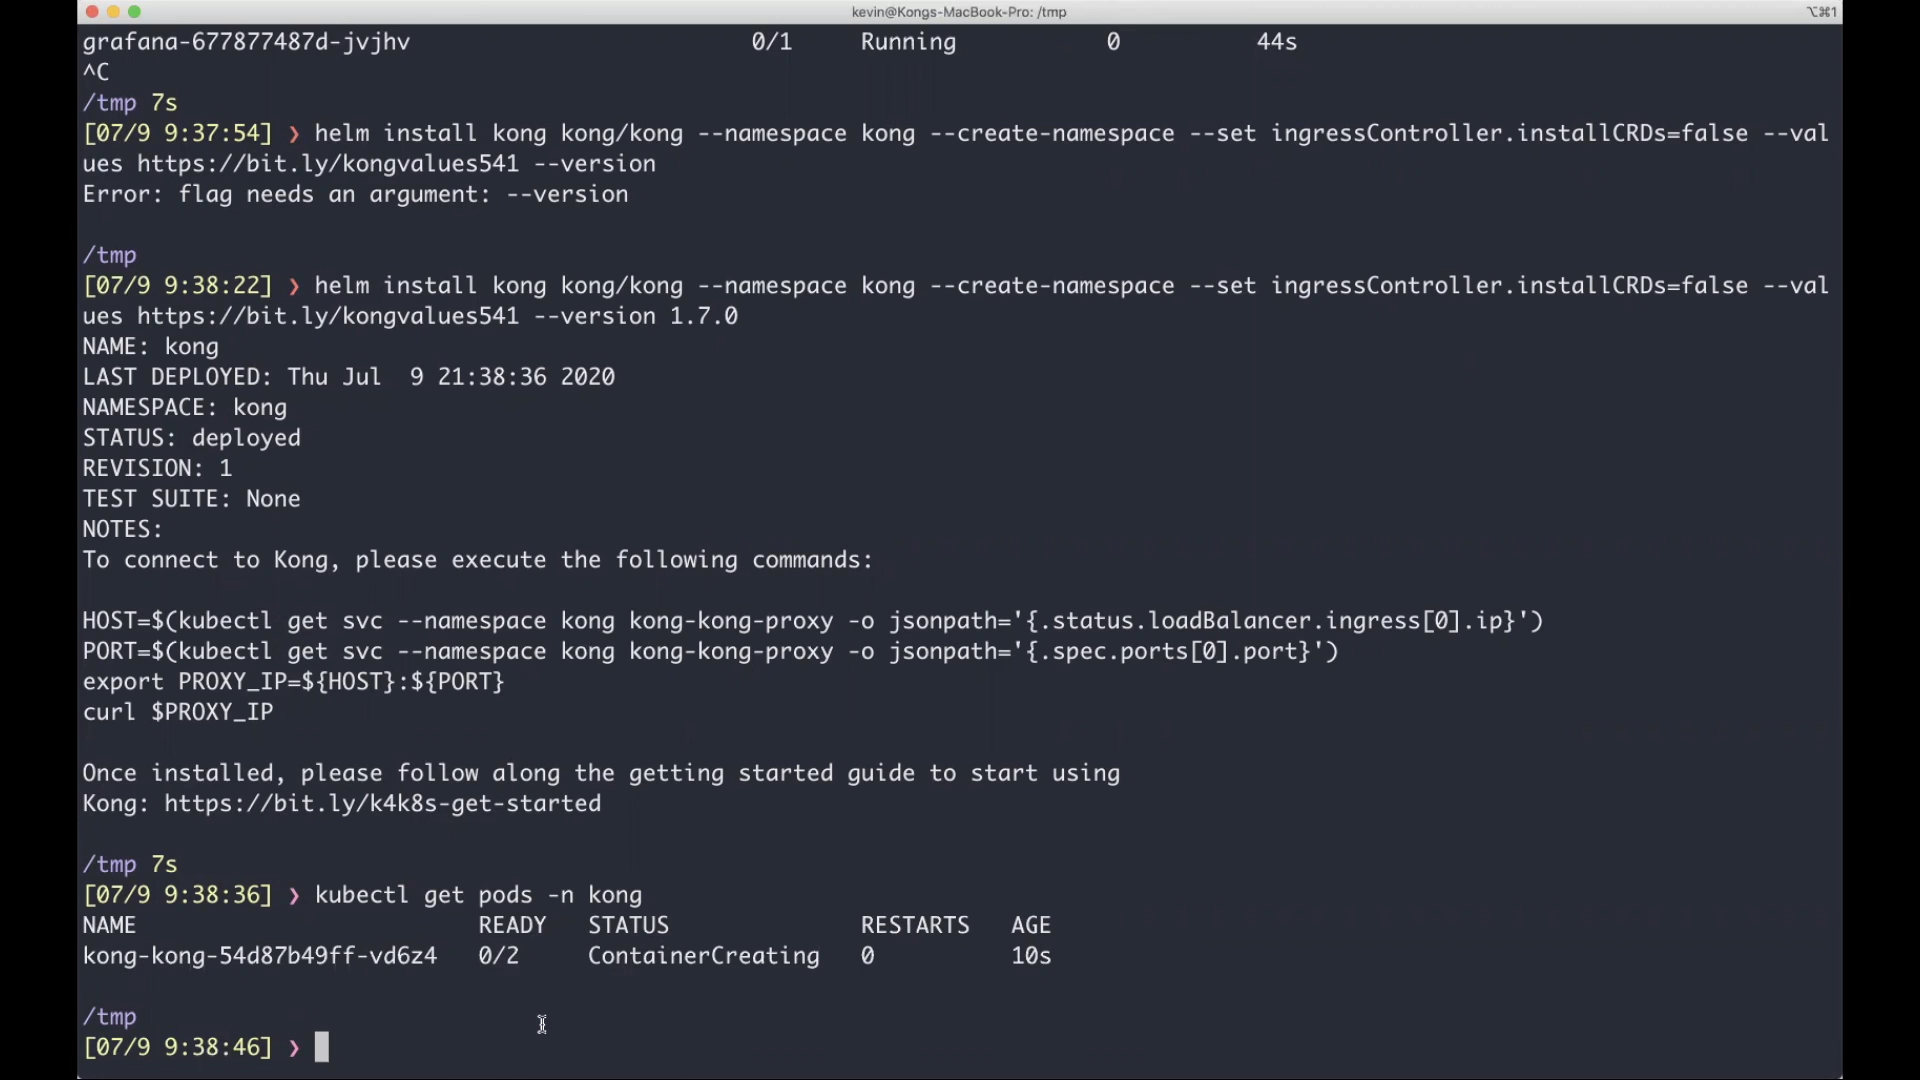 kevin@Kongs-MacBook-Pro: /tmp
⌥⌘1
grafana-677877487d-jvjhv 0/1 Running 0 44s
^C
/tmp 7s
[07/9 9:37:54] ❯ helm install kong kong/kong --namespace kong --create-namespace --set ingressController.installCRDs=false --val
ues https://bit.ly/kongvalues541 --version
Error: flag needs an argument: --version
/tmp
[07/9 9:38:22] ❯ helm install kong kong/kong --namespace kong --create-namespace --set ingressController.installCRDs=false --val
ues https://bit.ly/kongvalues541 --version 1.7.0
NAME: kong
LAST DEPLOYED: Thu Jul  9 21:38:36 2020
NAMESPACE: kong
STATUS: deployed
REVISION: 1
TEST SUITE: None
NOTES:
To connect to Kong, please execute the following commands:
HOST=$(kubectl get svc --namespace kong kong-kong-proxy -o jsonpath='{.status.loadBalancer.ingress[0].ip}')
PORT=$(kubectl get svc --namespace kong kong-kong-proxy -o jsonpath='{.spec.ports[0].port}')
export PROXY_IP=${HOST}:${PORT}
curl $PROXY_IP
Once installed, please follow along the getting started guide to start using
Kong: https://bit.ly/k4k8s-get-started
/tmp 7s
[07/9 9:38:36] ❯ kubectl get pods -n kong
NAME READY STATUS RESTARTS AGE
kong-kong-54d87b49ff-vd6z4 0/2 ContainerCreating 0 10s
/tmp
[07/9 9:38:46] ❯